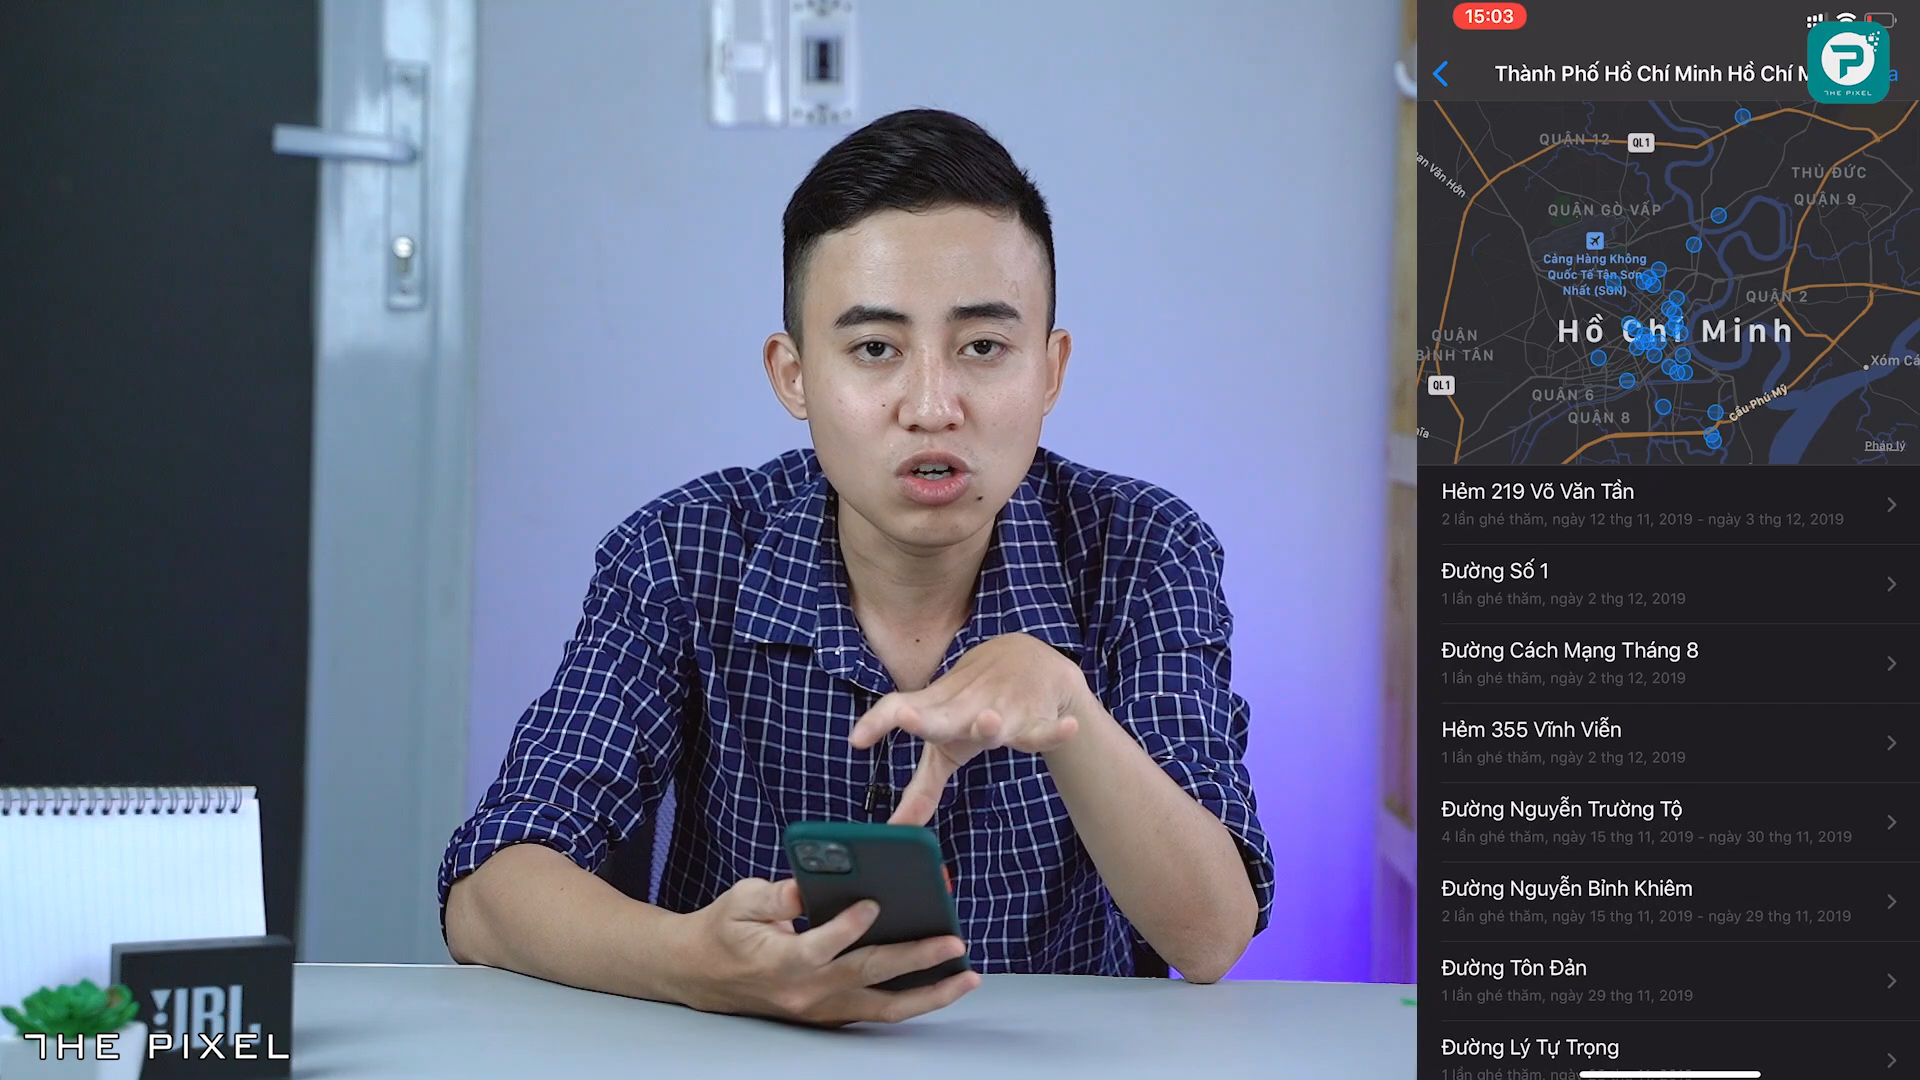 15:03
Thành Phố Hồ Chí Minh Hồ Chí M
P
THE PIXEL
QUẬN 12
QL1
THỦ ĐỨC
QUẬN 9
QUẬN GÒ VẤP
Cảng Hàng Không
Quốc Tế Tân Sơn
Nhất (SGN)
QUẬN 2
Hồ Chí Minh
QUẬN
BÌNH TÂN
Xóm Cá
QL1
QUẬN 6
QUẬN 8
Cầu Phú Mỹ
Pháp lý
Hẻm 219 Võ Văn Tần
2 lần ghé thăm, ngày 12 thg 11, 2019 - ngày 3 thg 12, 2019
Đường Số 1
1 lần ghé thăm, ngày 2 thg 12, 2019
Đường Cách Mạng Tháng 8
1 lần ghé thăm, ngày 2 thg 12, 2019
Hẻm 355 Vĩnh Viễn
1 lần ghé thăm, ngày 2 thg 12, 2019
Đường Nguyễn Trường Tộ
4 lần ghé thăm, ngày 15 thg 11, 2019 - ngày 30 thg 11, 2019
Đường Nguyễn Bỉnh Khiêm
2 lần ghé thăm, ngày 15 thg 11, 2019 - ngày 29 thg 11, 2019
Đường Tôn Đản
1 lần ghé thăm, ngày 29 thg 11, 2019
Đường Lý Tự Trọng
JBL
THE PIXEL